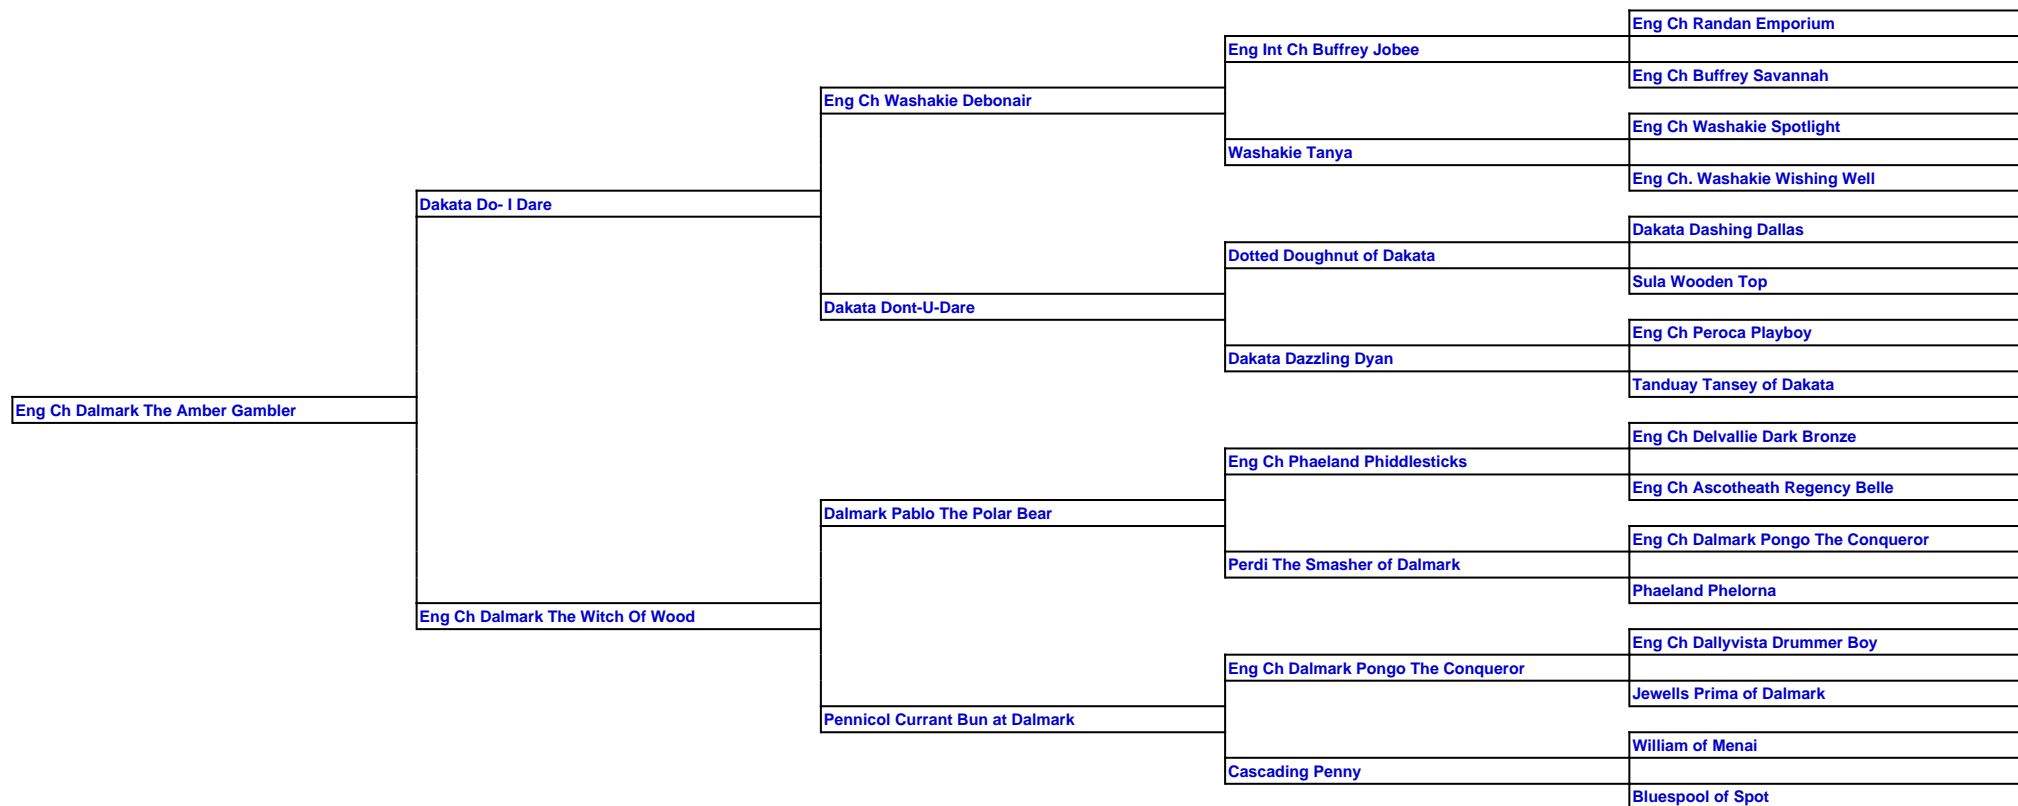 Eng Ch Randan Emporium
Eng Int Ch Buffrey Jobee
Eng Ch Buffrey Savannah
Eng Ch Washakie Debonair
Eng Ch Washakie Spotlight
Washakie Tanya
Eng Ch. Washakie Wishing Well
Dakata Do- I Dare
Dakata Dashing Dallas
Dotted Doughnut of Dakata
Sula Wooden Top
Dakata Dont-U-Dare
Eng Ch Peroca Playboy
Dakata Dazzling Dyan
Tanduay Tansey of Dakata
Eng Ch Dalmark The Amber Gambler
Eng Ch Delvallie Dark Bronze
Eng Ch Phaeland Phiddlesticks
Eng Ch Ascotheath Regency Belle
Dalmark Pablo The Polar Bear
Eng Ch Dalmark Pongo The Conqueror
Perdi The Smasher of Dalmark
Phaeland Phelorna
Eng Ch Dalmark The Witch Of Wood
Eng Ch Dallyvista Drummer Boy
Eng Ch Dalmark Pongo The Conqueror
Jewells Prima of Dalmark
Pennicol Currant Bun at Dalmark
William of Menai
Cascading Penny
Bluespool of Spot